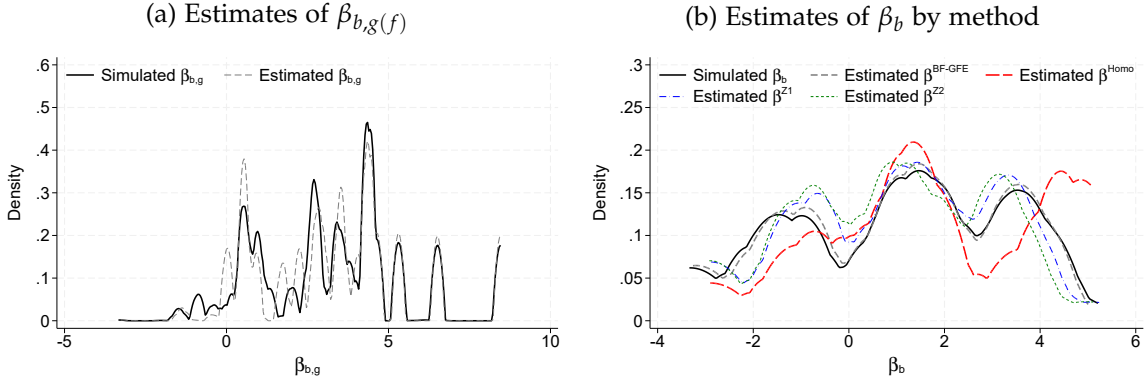 (a) Estimates of β_{b,g(f)}
.6
.5
.4
.3
.2
.1
0
Density
Simulated β_{b,g}
Estimated β_{b,g}
-5
0
5
10
β_{b,g}
(b) Estimates of β_b by method
.3
.25
.2
.15
.1
.05
0
Density
Simulated β_b
Estimated β^{BF-GFE}
Estimated β^{Homo}
Estimated β^{Z1}
Estimated β^{Z2}
-4
-2
0
2
4
6
β_b